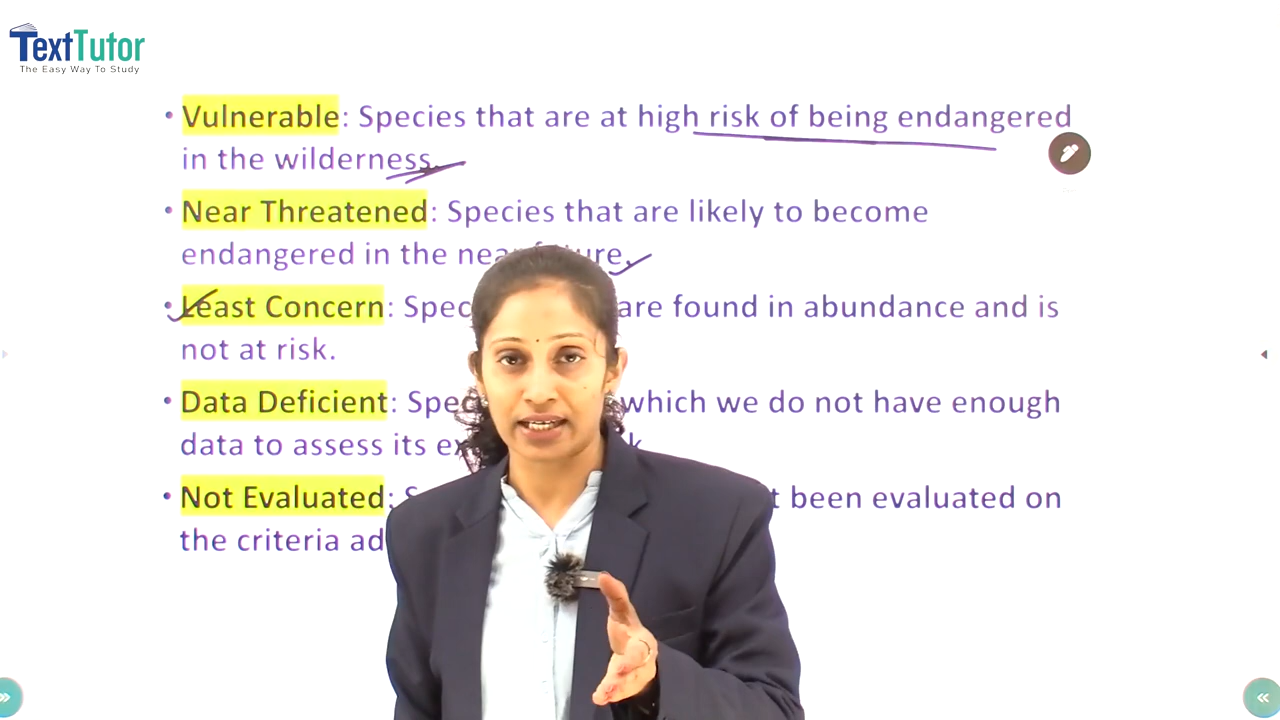 TextTutor
The Easy Way To Study
• Vulnerable: Species that are at high risk of being endangered
in the wilderness.
• Near Threatened: Species that are likely to become
endangered in the near future.
• Least Concern: are found in abundance and is
not at risk.
• Data Deficient: which we do not have enough
data to assess its
• Not Evaluated: been evaluated on
the criteria